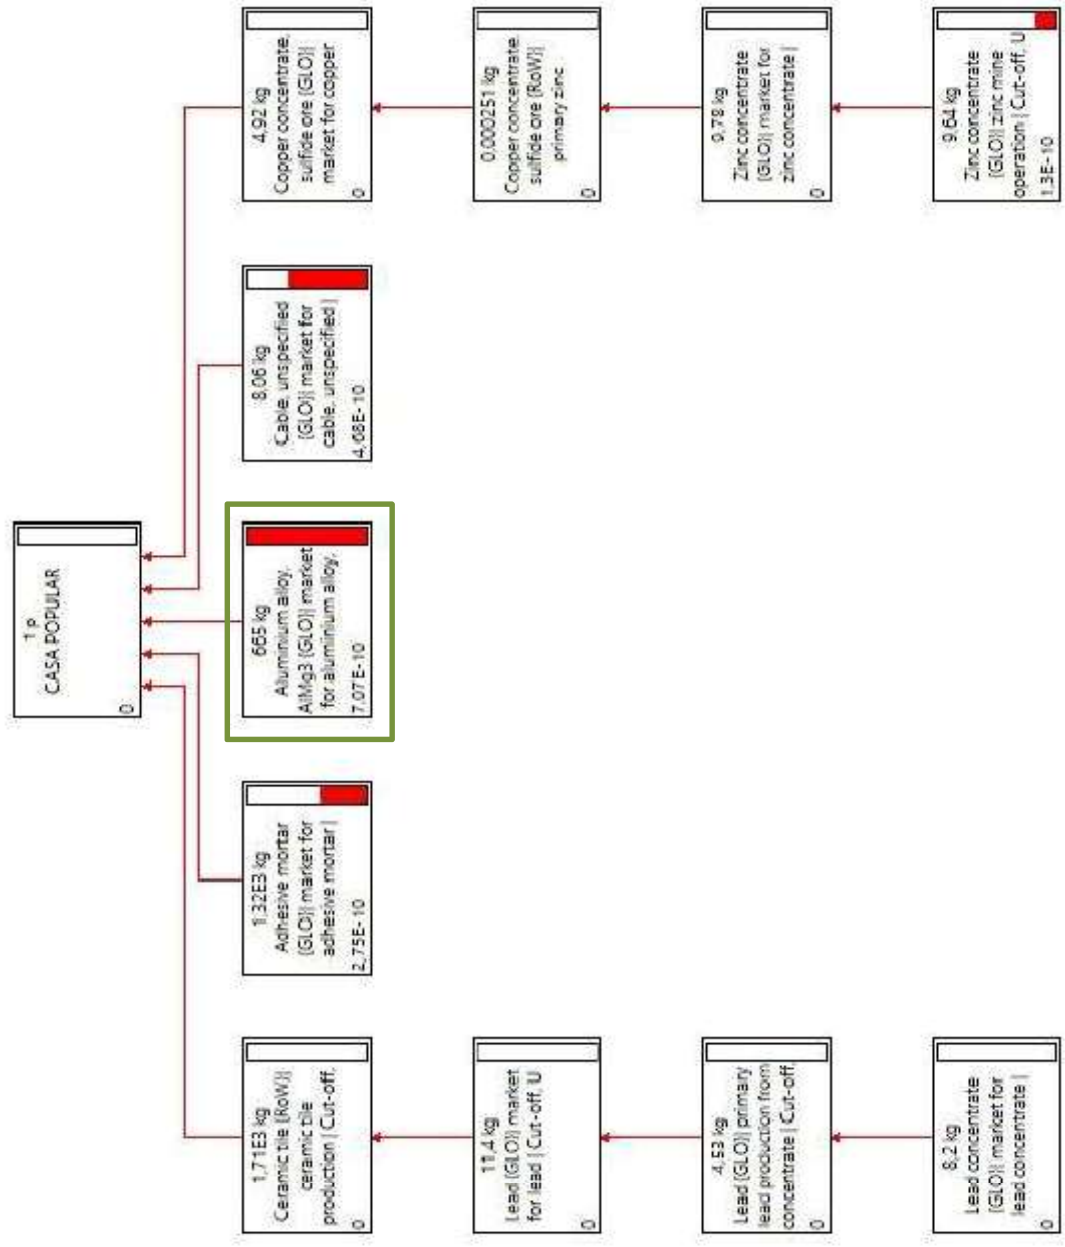 1 p
CASA POPULAR
0
1,71E3 kg
Ceramic tile {RoW}|
ceramic tile
production | Cut-off,
0
1,32E3 kg
Adhesive mortar
{GLO}| market for
adhesive mortar |
2,75E-10
665 kg
Aluminium alloy,
AlMg3 {GLO}| market
for aluminium alloy,
7,07E-10
8,06 kg
Cable, unspecified
{GLO}| market for
cable, unspecified |
4,68E-10
4,92 kg
Copper concentrate,
sulfide ore {GLO}|
market for copper
0
11,4 kg
Lead {GLO}| market
for lead | Cut-off, U
0
0,000251 kg
Copper concentrate,
sulfide ore {RoW}|
primary zinc
0
4,53 kg
Lead {GLO}| primary
lead production from
concentrate | Cut-off,
0
9,78 kg
Zinc concentrate
{GLO}| market for
zinc concentrate |
0
8,2 kg
Lead concentrate
{GLO}| market for
lead concentrate |
0
9,64 kg
Zinc concentrate
{GLO}| zinc mine
operation | Cut-off, U
1,3E-10